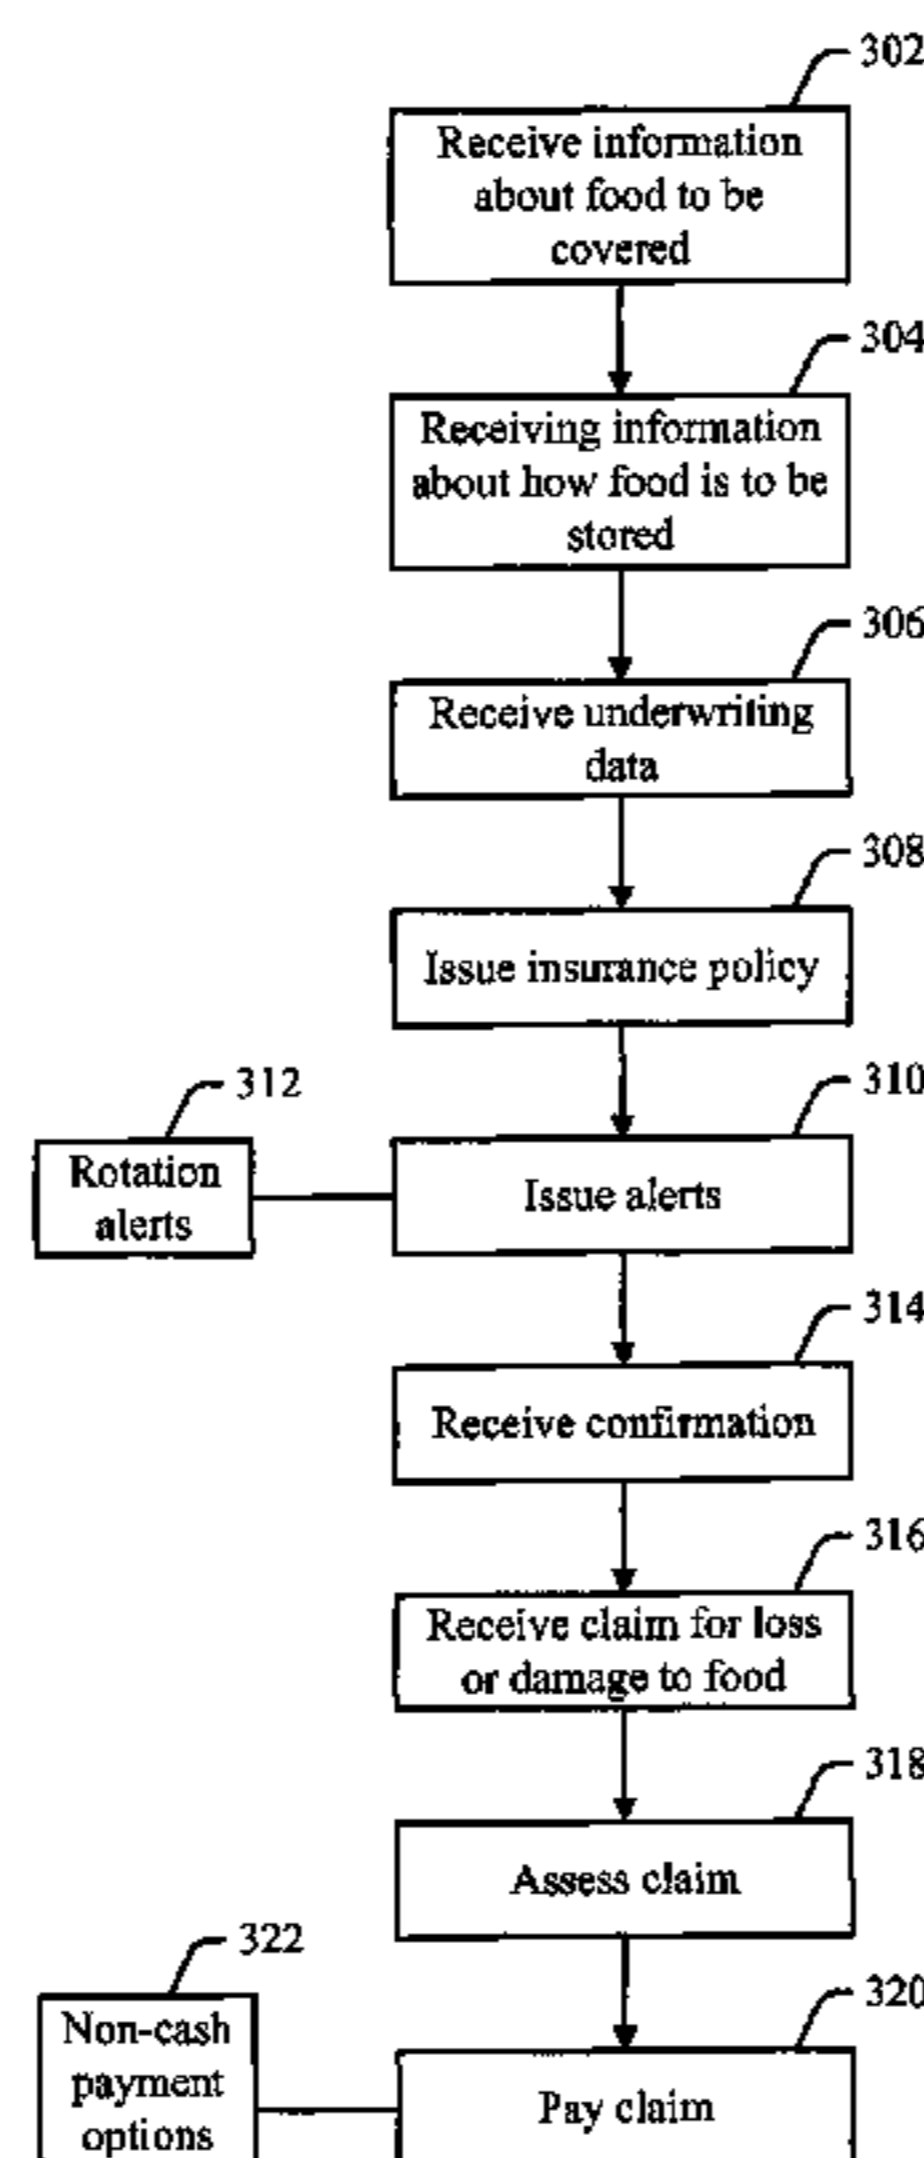 302
Receive information
about food to be
covered
304
Receiving information
about how food is to be
stored
306
Receive underwriting
data
308
Issue insurance policy
310
Issue alerts
312
Rotation
alerts
314
Receive confirmation
316
Receive claim for loss
or damage to food
318
Assess claim
320
Pay claim
322
Non-cash
payment
options